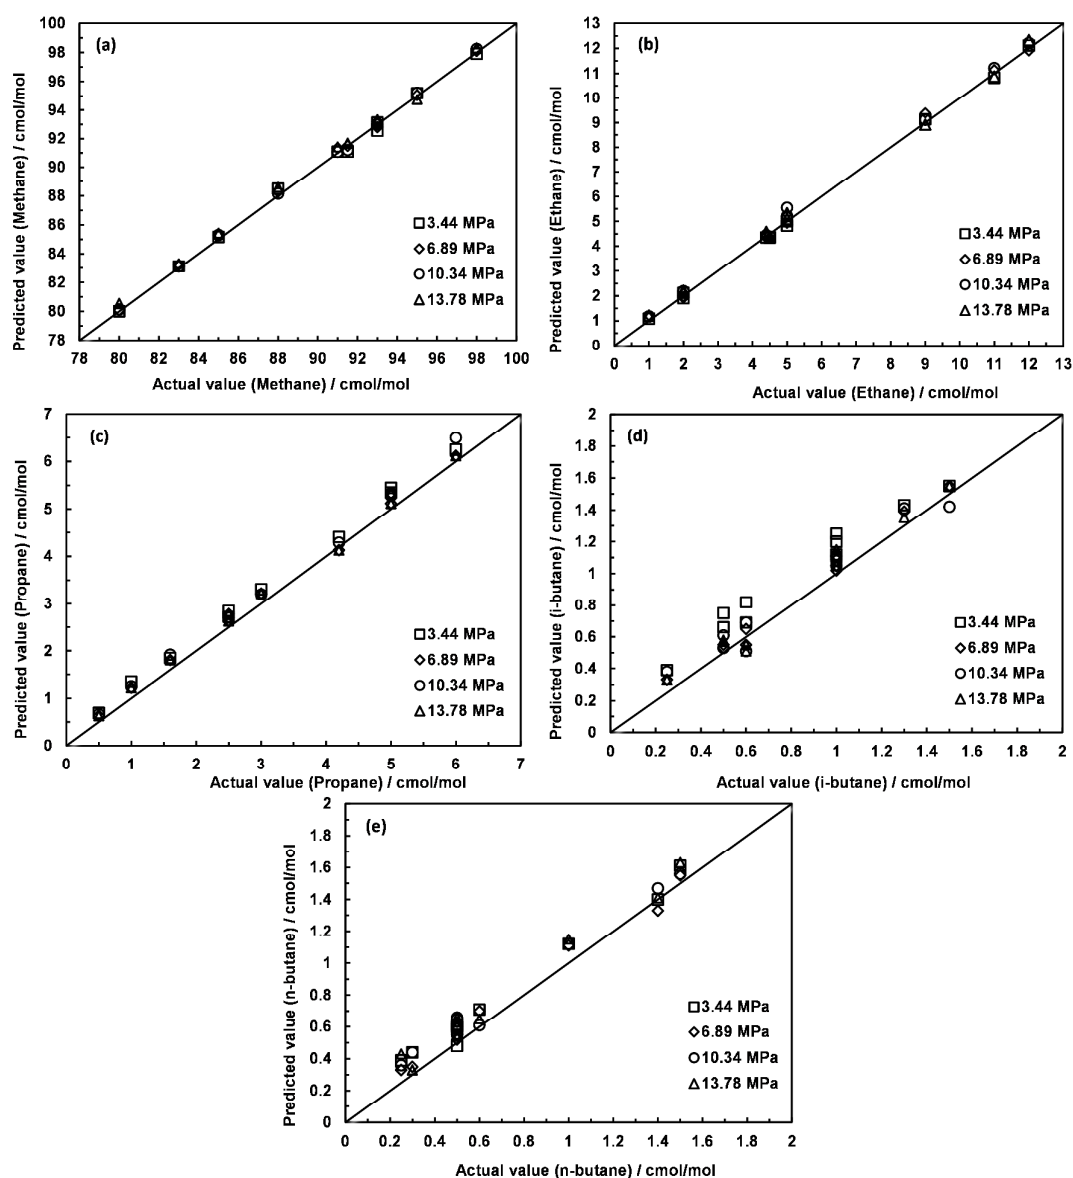 (a)
Predicted value (Methane) / cmol/mol
100
98
96
94
92
90
88
86
84
82
80
78
3.44 MPa
6.89 MPa
10.34 MPa
13.78 MPa
78 80 82 84 86 88 90 92 94 96 98 100
Actual value (Methane) / cmol/mol
(b)
Predicted value (Ethane) / cmol/mol
13
12
11
10
9
8
7
6
5
4
3
2
1
0
3.44 MPa
6.89 MPa
10.34 MPa
13.78 MPa
0 1 2 3 4 5 6 7 8 9 10 11 12 13
Actual value (Ethane) / cmol/mol
(c)
Predicted value (Propane) / cmol/mol
7
6
5
4
3
2
1
0
3.44 MPa
6.89 MPa
10.34 MPa
13.78 MPa
0 1 2 3 4 5 6 7
Actual value (Propane) / cmol/mol
(d)
Predicted value (i-butane) / cmol/mol
2
1.8
1.6
1.4
1.2
1
0.8
0.6
0.4
0.2
0
3.44 MPa
6.89 MPa
10.34 MPa
13.78 MPa
0 0.2 0.4 0.6 0.8 1 1.2 1.4 1.6 1.8 2
Actual value (i-butane) / cmol/mol
(e)
Predicted value (n-butane) / cmol/mol
2
1.8
1.6
1.4
1.2
1
0.8
0.6
0.4
0.2
0
3.44 MPa
6.89 MPa
10.34 MPa
13.78 MPa
0 0.2 0.4 0.6 0.8 1 1.2 1.4 1.6 1.8 2
Actual value (n-butane) / cmol/mol